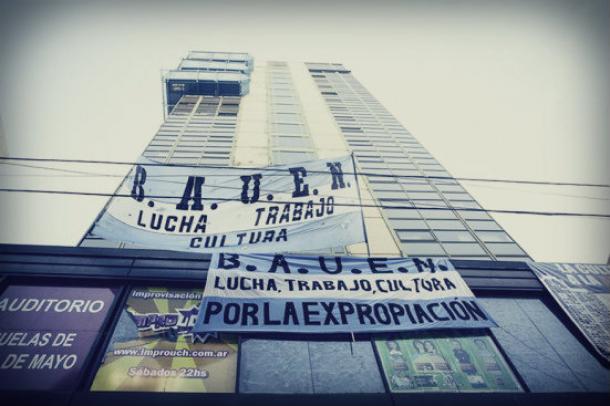 B. A. U. E. N.
LUCHA TRABAJO
CULTURA
B. A. U. E. N.
LUCHA, TRABAJO, CULTURA
POR LA EXPROPIACIÓN
AUDITORIO
UELAS DE
DE MAYO
Improvisación
www.improuch.com.ar
Sábados 22hs